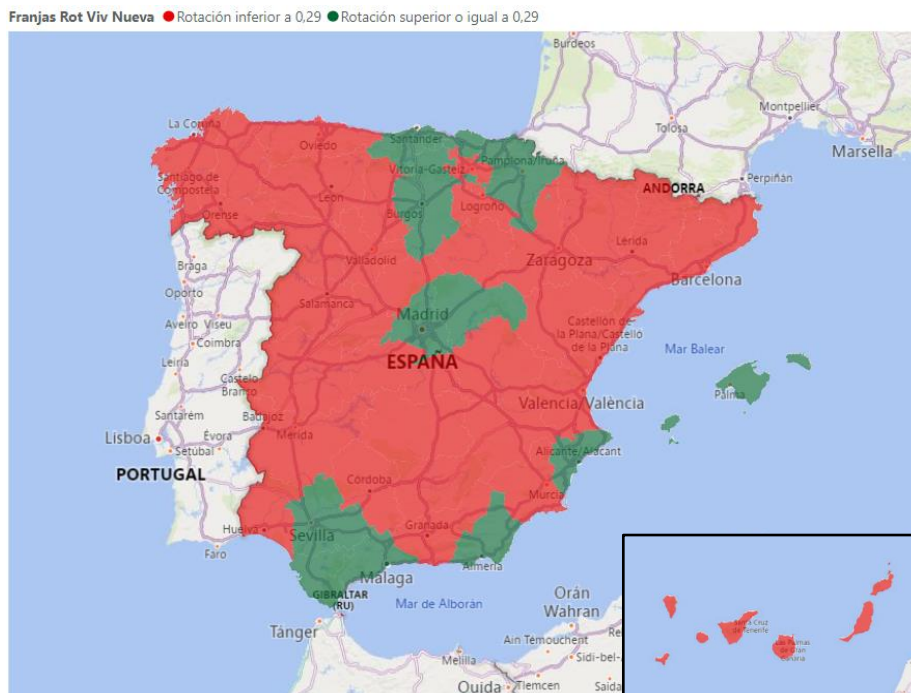 Franjas Rot Viv Nueva Rotación inferior a 0,29 Rotación superior o igual a 0,29
Burdeos
La Coruña
Santander
Oviedo
Montpellier
Tolosa
Marsella
Santiago de
Compostela
Vitoria-Gasteiz
Pamplona/Iruña
Perpiñán
ANDORRA
León
Logroño
Orense
Burgos
Lérida
Braga
Valladolid
Zaragoza
Oporto
Barcelona
Salamanca
Aveiro
Viseu
Madrid
Coimbra
Castellón de
la Plana/Castelló
de la Plana
Mar Balear
ESPAÑA
Leiria
Castelo
Branco
Palma
Valencia/València
Santarém
Badajoz
Mérida
Lisboa
Évora
Setúbal
Alicante/Alacant
PORTUGAL
Córdoba
Murcia
Huelva
Sevilla
Granada
Faro
Almería
Málaga
GIBRALTAR
(RU)
Mar de Alborán
Orán
Wahran
Tánger
Ain Témouchent
Melilla
Sidi-bel-A
Ouida
Tlemcen
Saida
Santa Cruz
de Tenerife
Las Palmas
de Gran
Canaria